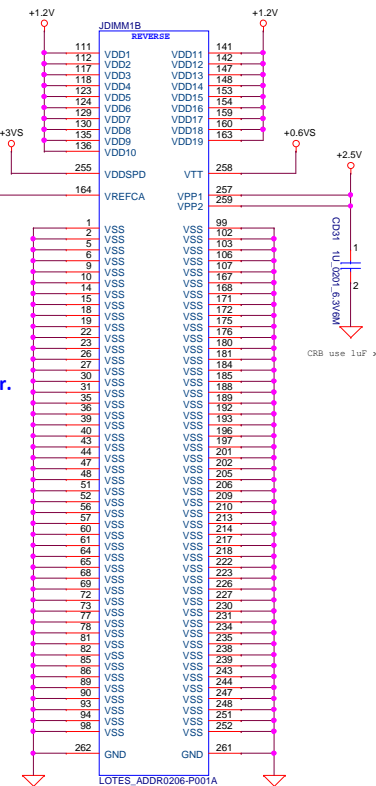 +1.2V +1.2V
JDIMM1B
REVERSE
111 VDD1 VDD11 141
112 VDD2 VDD12 142
117 VDD3 VDD13 147
118 VDD4 VDD14 148
123 VDD5 VDD15 153
124 VDD6 VDD16 154
129 VDD7 VDD17 159
130 VDD8 VDD18 160
135 VDD9 VDD19 163
136 VDD10
+3VS +0.6VS
255 VDDSPD VTT 258
+2.5V
164 VREFCA VPP1 257
VPP2 259
1 VSS VSS 99
2 VSS VSS 102
5 VSS VSS 103
6 VSS VSS 106
9 VSS VSS 107
10 VSS VSS 167
14 VSS VSS 168
15 VSS VSS 171
18 VSS VSS 172
19 VSS VSS 175
22 VSS VSS 176
23 VSS VSS 180
26 VSS VSS 181
27 VSS VSS 184
30 VSS VSS 185
31 VSS VSS 188
35 VSS VSS 189
36 VSS VSS 192
39 VSS VSS 193
40 VSS VSS 196
43 VSS VSS 197
44 VSS VSS 201
47 VSS VSS 202
48 VSS VSS 205
51 VSS VSS 206
52 VSS VSS 209
56 VSS VSS 210
57 VSS VSS 213
60 VSS VSS 214
61 VSS VSS 217
64 VSS VSS 218
65 VSS VSS 222
68 VSS VSS 223
69 VSS VSS 226
72 VSS VSS 227
73 VSS VSS 230
77 VSS VSS 231
78 VSS VSS 234
81 VSS VSS 235
82 VSS VSS 238
85 VSS VSS 239
86 VSS VSS 243
89 VSS VSS 244
90 VSS VSS 247
93 VSS VSS 248
94 VSS VSS 251
98 VSS VSS 252
262 GND GND 261
LOTES_ADDR0206-P001A
CD31 1U_0201_6.3V6M
1
2
CRB use 1uF x
r.